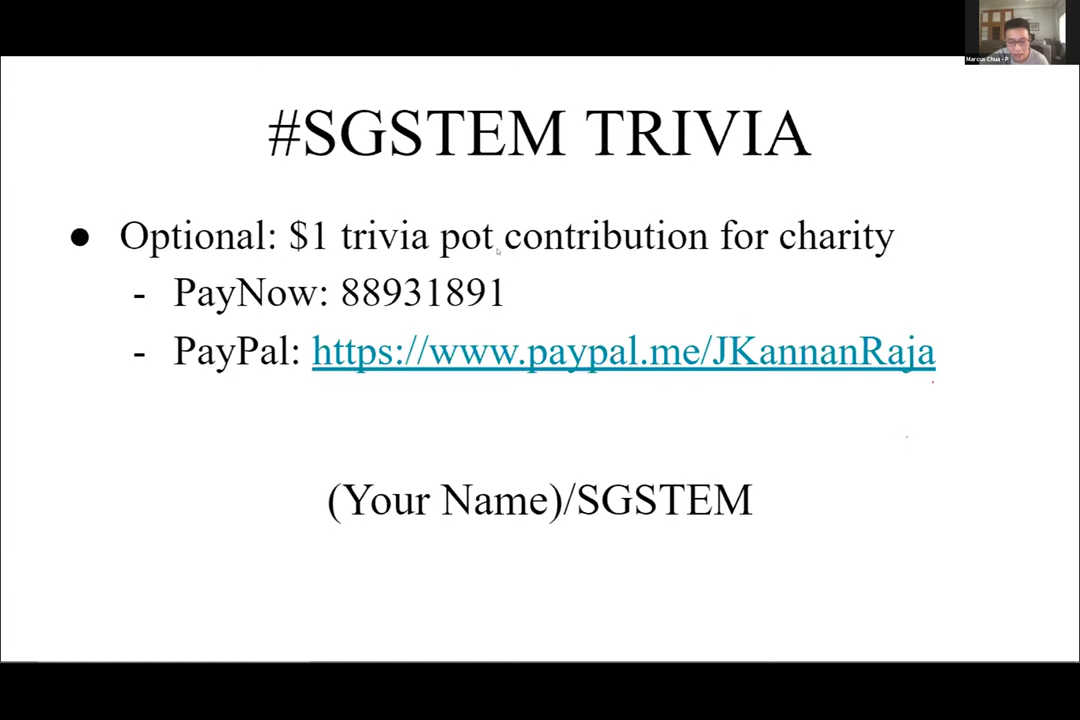 Marcus Chua - P
#SGSTEM TRIVIA
● Optional: $1 trivia pot contribution for charity
- PayNow: 88931891
- PayPal: https://www.paypal.me/JKannanRaja
(Your Name)/SGSTEM